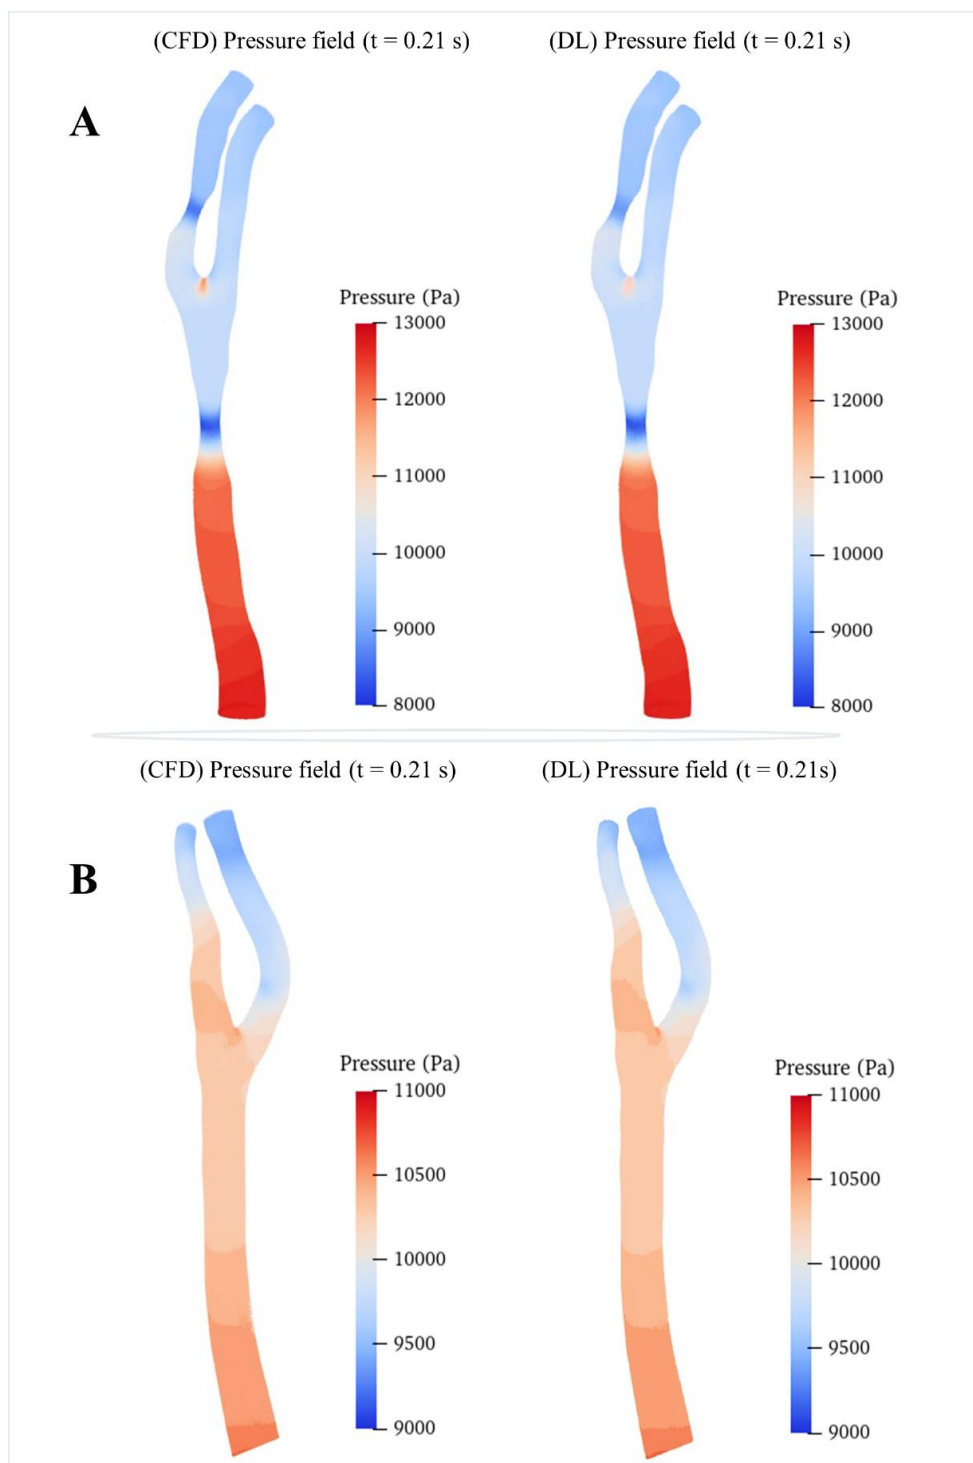 (CFD) Pressure field (t = 0.21 s)
(DL) Pressure field (t = 0.21 s)
A
Pressure (Pa)
13000
12000
11000
10000
9000
8000
Pressure (Pa)
13000
12000
11000
10000
9000
8000
(CFD) Pressure field (t = 0.21 s)
(DL) Pressure field (t = 0.21s)
B
Pressure (Pa)
11000
10500
10000
9500
9000
Pressure (Pa)
11000
10500
10000
9500
9000